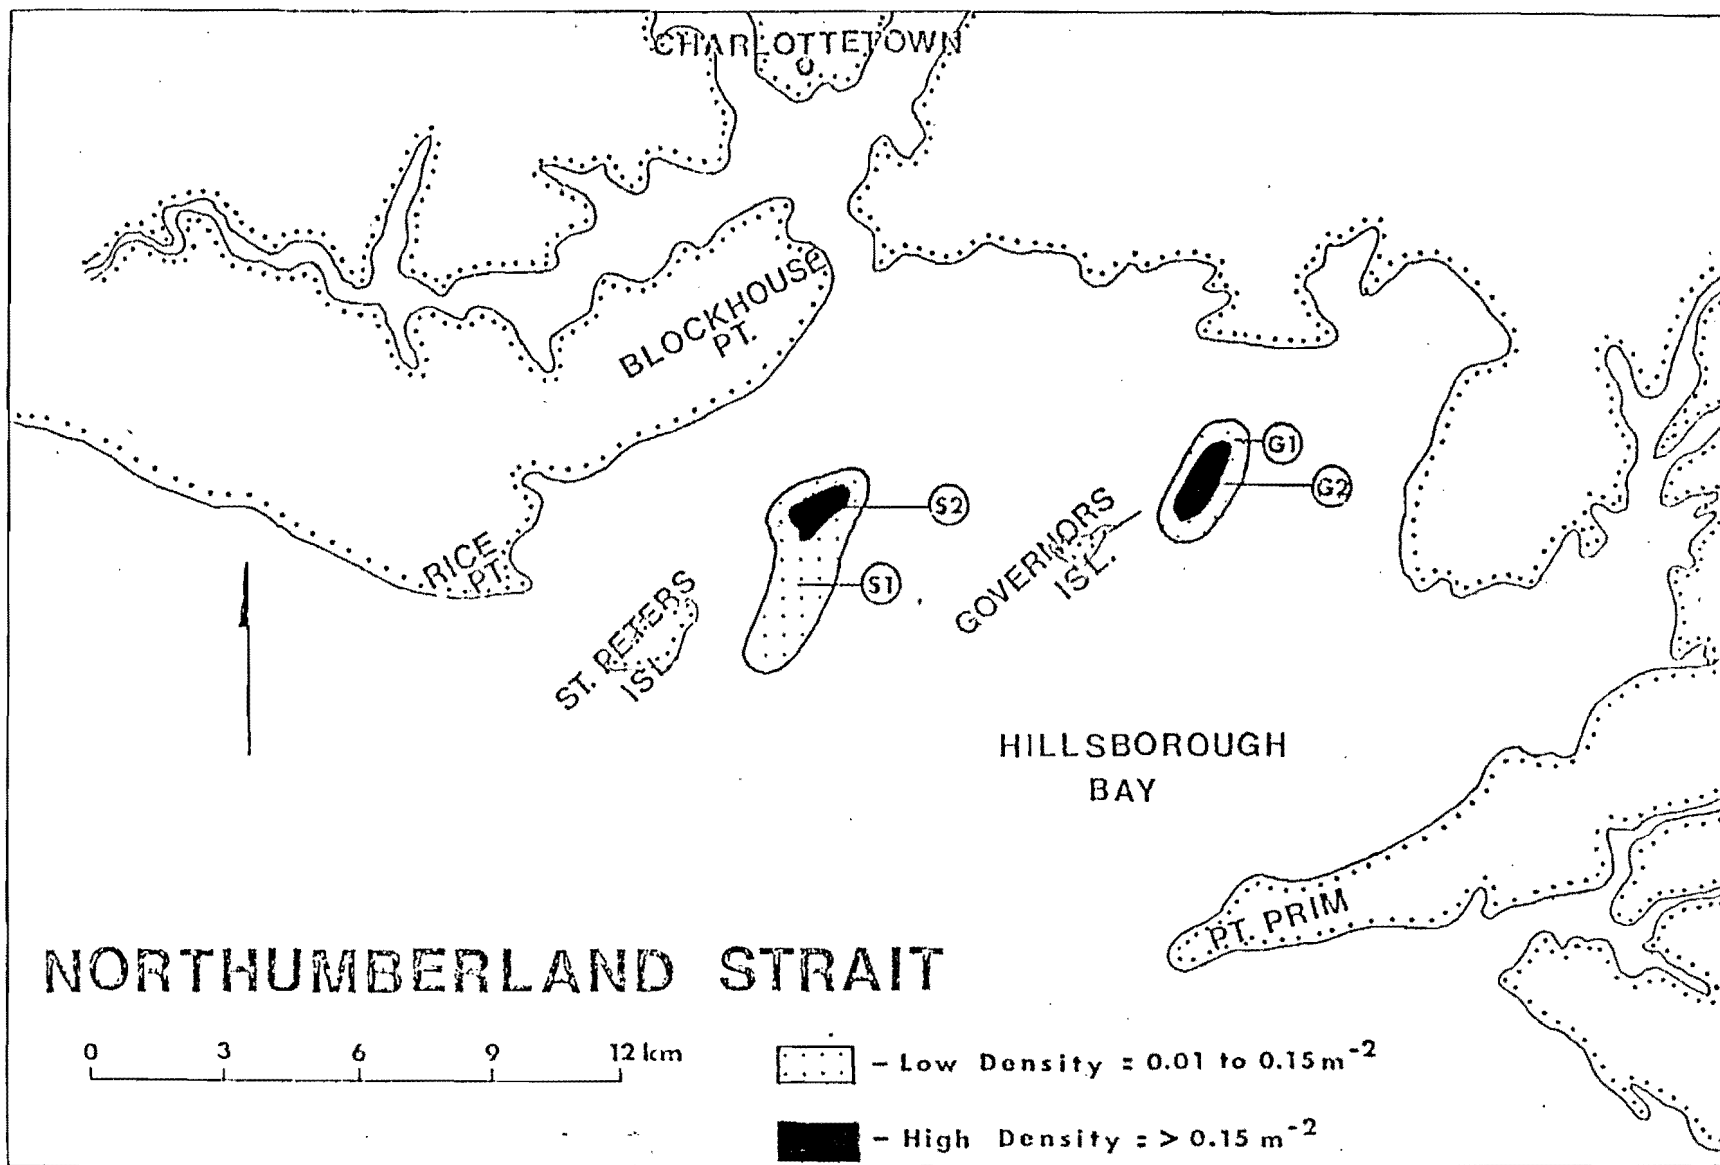 CHARLOTTETOWN
BLOCKHOUSE
PT.
G1
G2
S2
GOVERNORS
ISL.
RICE
PT.
S1
ST. PETERS
ISL.
HILLSBOROUGH
BAY
PT. PRIM
NORTHUMBERLAND STRAIT
0 3 6 9 12 km
– Low Density = 0.01 to 0.15 m⁻²
– High Density = > 0.15 m⁻²